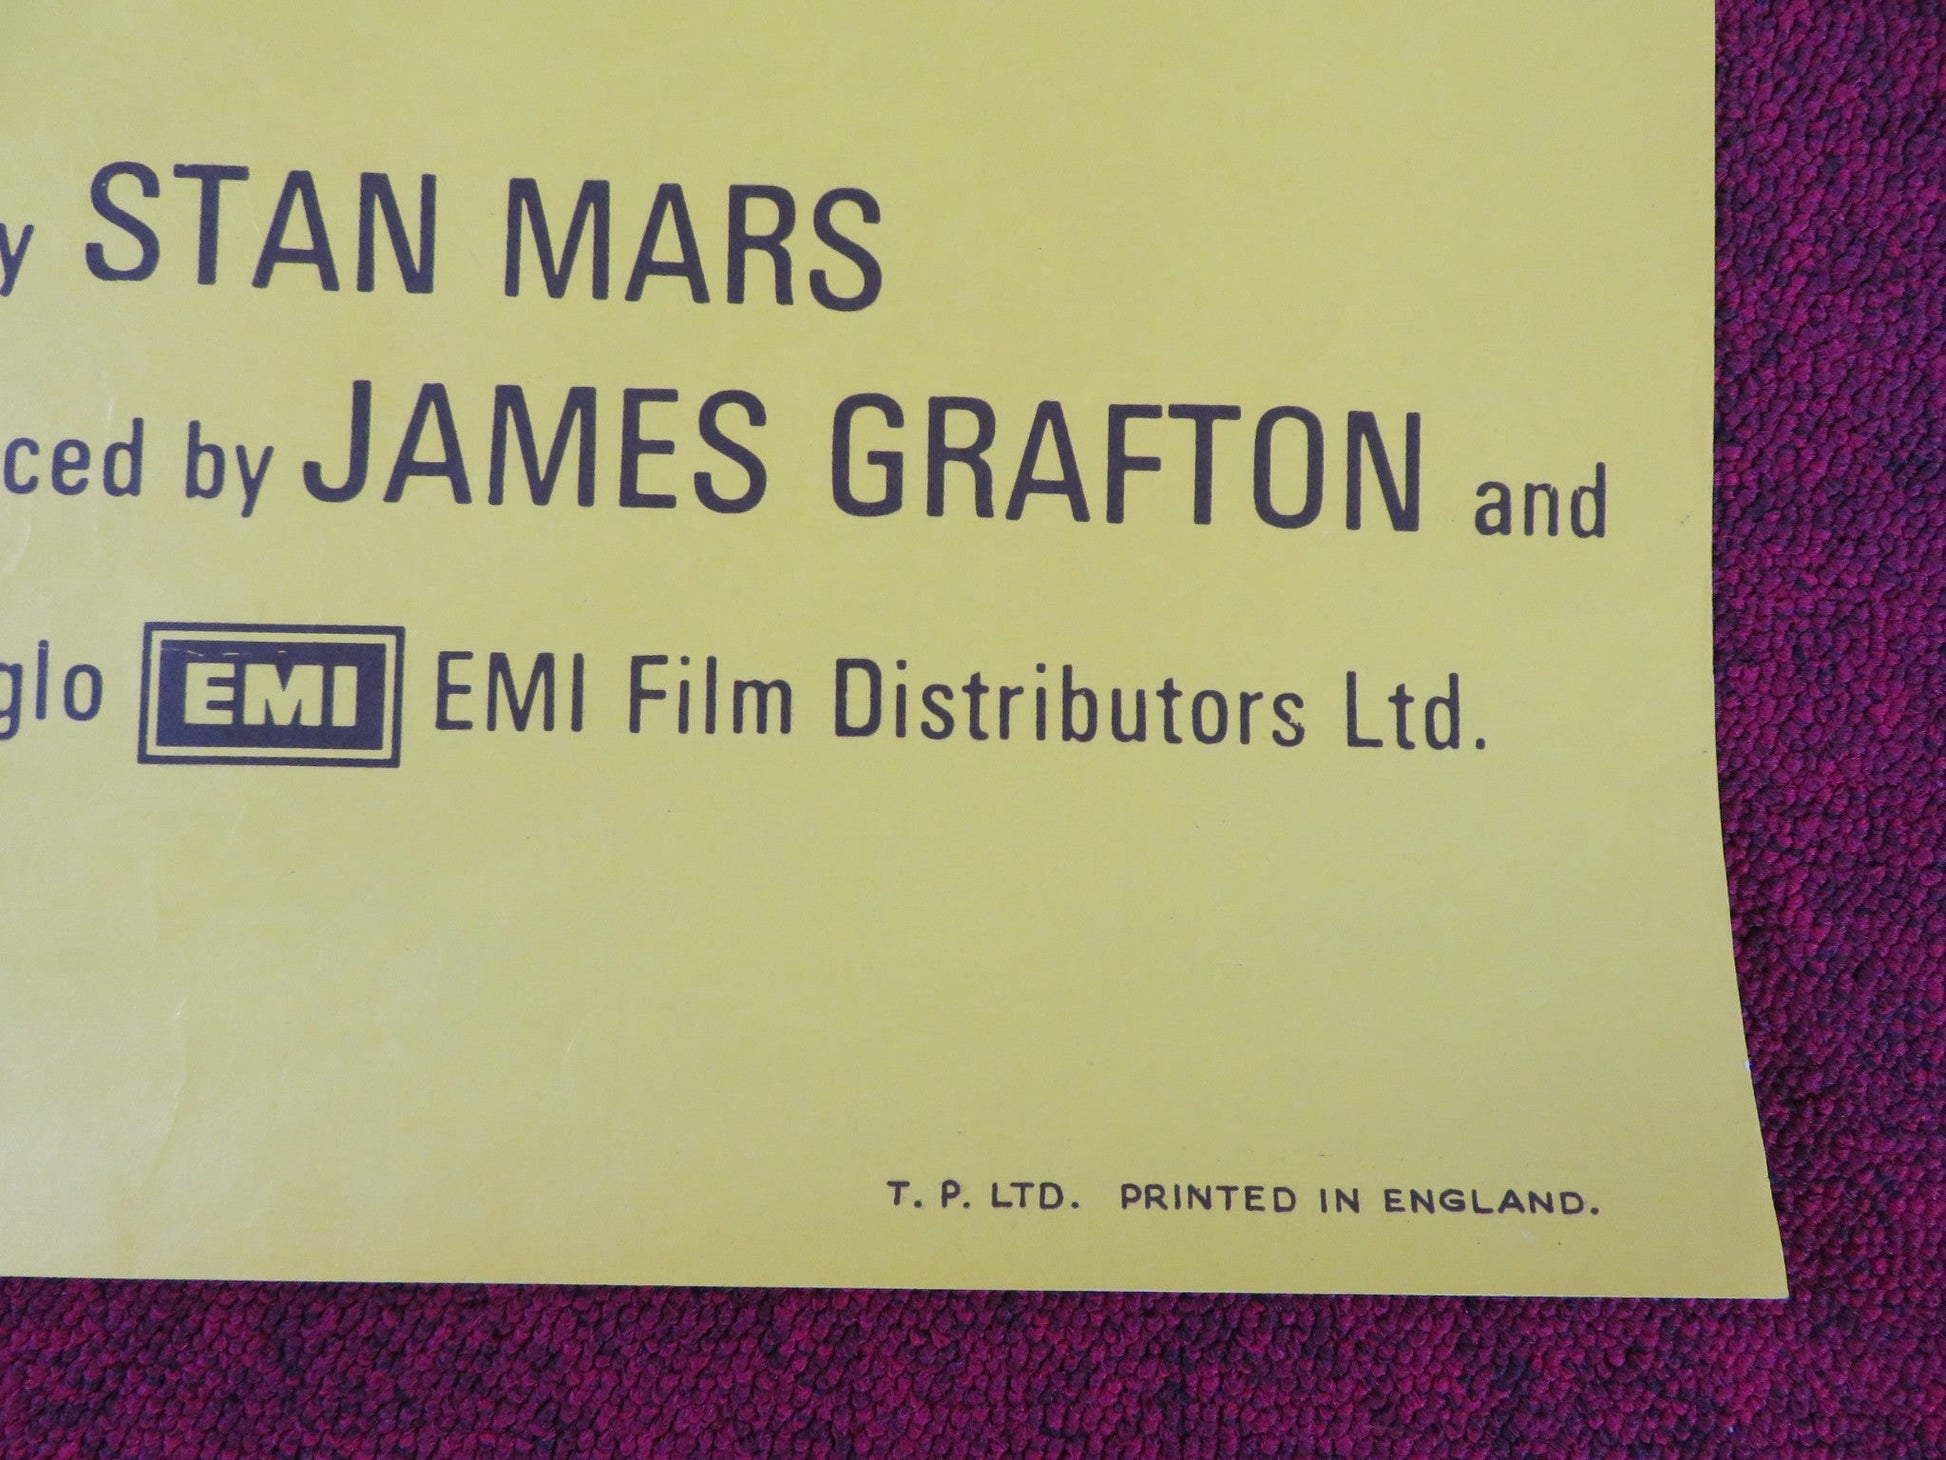 y STAN MARS
ced by JAMES GRAFTON and
glo EMI EMI Film Distributors Ltd.
T. P. LTD. PRINTED IN ENGLAND.